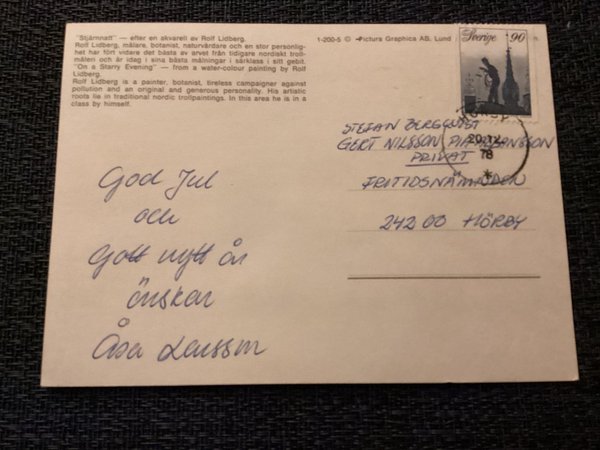 "Stjärnnatt" — efter en akvarell av Rolf Lidberg.
Rolf Lidberg, målare, botanist, naturvårdare och en stor personlig-
het har fört vidare det bästa av arvet från tidigare nordiskt troll-
måleri och är idag i sina bästa målningar i särklass i sitt gebit.
"On a Starry Evening" — from a water-colour painting by Rolf
Lidberg.
Rolf Lidberg is a painter, botanist, tireless campaigner against
pollution and an original and generous personality. His artistic
roots lie in traditional nordic trollpaintings. In this area he is in a
class by himself.
1-200-5 © Pictura Graphica AB, Lund
Sverige 90
20.12.
78
STEFAN BERGQVIST
GERT NILSSON
PRIVAT
FRITIDSNÄMNDEN
242 00 HÖRBY
God Jul
och
Gott nytt år
önskar
Åsa